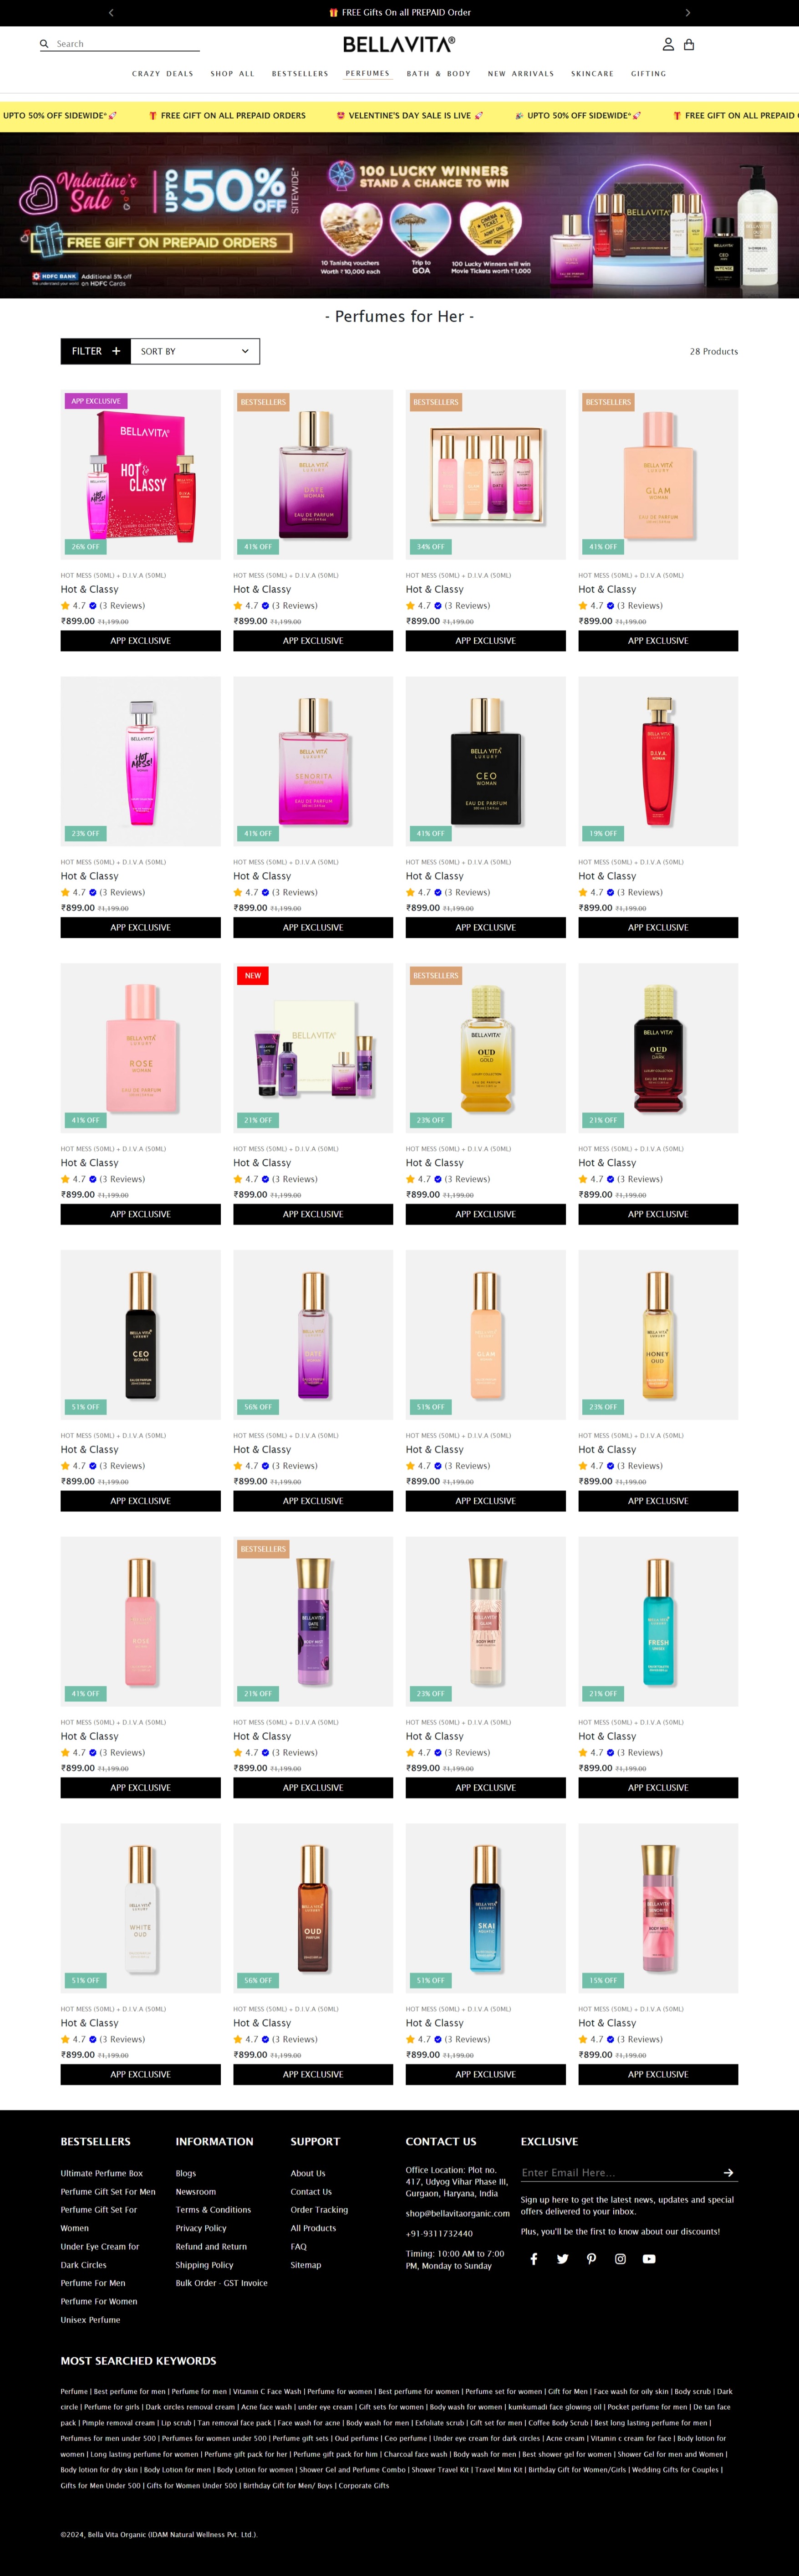 🎁 FREE Gifts On all PREPAID Order
Search
BELLAVITA®
CRAZY DEALS SHOP ALL BESTSELLERS PERFUMES BATH & BODY NEW ARRIVALS SKINCARE GIFTING
UPTO 50% OFF SIDEWIDE* 🎁 FREE GIFT ON ALL PREPAID ORDERS VELENTINE'S DAY SALE IS LIVE UPTO 50% OFF SIDEWIDE* 🎁 FREE GIFT ON ALL PREPAID
Valentine's Sale
UPTO 50% OFF SITEWIDE*
FREE GIFT ON PREPAID ORDERS
HDFC BANK Additional 5% off on HDFC Cards
100 LUCKY WINNERS
STAND A CHANCE TO WIN
10 Tanishq vouchers Worth ₹10,000 each
Trip to GOA
100 Lucky Winners will win Movie Tickets worth ₹1,000
BELLAVITA
- Perfumes for Her -
FILTER + SORT BY
28 Products
APP EXCLUSIVE BESTSELLERS BESTSELLERS BESTSELLERS
BELLAVITA
HOT & CLASSY
26% OFF 41% OFF 34% OFF 41% OFF
HOT MESS (50ML) + D.I.V.A (50ML) HOT MESS (50ML) + D.I.V.A (50ML) HOT MESS (50ML) + D.I.V.A (50ML) HOT MESS (50ML) + D.I.V.A (50ML)
Hot & Classy Hot & Classy Hot & Classy Hot & Classy
4.7 (3 Reviews) 4.7 (3 Reviews) 4.7 (3 Reviews) 4.7 (3 Reviews)
₹899.00 ₹1,199.00 ₹899.00 ₹1,199.00 ₹899.00 ₹1,199.00 ₹899.00 ₹1,199.00
APP EXCLUSIVE APP EXCLUSIVE APP EXCLUSIVE APP EXCLUSIVE
HOT MESS! SENORITA CEO WOMAN D.I.V.A. WOMAN
23% OFF 41% OFF 41% OFF 19% OFF
HOT MESS (50ML) + D.I.V.A (50ML) HOT MESS (50ML) + D.I.V.A (50ML) HOT MESS (50ML) + D.I.V.A (50ML) HOT MESS (50ML) + D.I.V.A (50ML)
Hot & Classy Hot & Classy Hot & Classy Hot & Classy
4.7 (3 Reviews) 4.7 (3 Reviews) 4.7 (3 Reviews) 4.7 (3 Reviews)
₹899.00 ₹1,199.00 ₹899.00 ₹1,199.00 ₹899.00 ₹1,199.00 ₹899.00 ₹1,199.00
APP EXCLUSIVE APP EXCLUSIVE APP EXCLUSIVE APP EXCLUSIVE
NEW BESTSELLERS
ROSE WOMAN BELLAVITA OUD GOLD OUD
41% OFF 21% OFF 23% OFF 21% OFF
HOT MESS (50ML) + D.I.V.A (50ML) HOT MESS (50ML) + D.I.V.A (50ML) HOT MESS (50ML) + D.I.V.A (50ML) HOT MESS (50ML) + D.I.V.A (50ML)
Hot & Classy Hot & Classy Hot & Classy Hot & Classy
4.7 (3 Reviews) 4.7 (3 Reviews) 4.7 (3 Reviews) 4.7 (3 Reviews)
₹899.00 ₹1,199.00 ₹899.00 ₹1,199.00 ₹899.00 ₹1,199.00 ₹899.00 ₹1,199.00
APP EXCLUSIVE APP EXCLUSIVE APP EXCLUSIVE APP EXCLUSIVE
CEO WOMAN DATE GLAM HONEY OUD
51% OFF 56% OFF 51% OFF 23% OFF
HOT MESS (50ML) + D.I.V.A (50ML) HOT MESS (50ML) + D.I.V.A (50ML) HOT MESS (50ML) + D.I.V.A (50ML) HOT MESS (50ML) + D.I.V.A (50ML)
Hot & Classy Hot & Classy Hot & Classy Hot & Classy
4.7 (3 Reviews) 4.7 (3 Reviews) 4.7 (3 Reviews) 4.7 (3 Reviews)
₹899.00 ₹1,199.00 ₹899.00 ₹1,199.00 ₹899.00 ₹1,199.00 ₹899.00 ₹1,199.00
APP EXCLUSIVE APP EXCLUSIVE APP EXCLUSIVE APP EXCLUSIVE
BESTSELLERS
ROSE BODY MIST BODY MIST FRESH
41% OFF 21% OFF 23% OFF 21% OFF
HOT MESS (50ML) + D.I.V.A (50ML) HOT MESS (50ML) + D.I.V.A (50ML) HOT MESS (50ML) + D.I.V.A (50ML) HOT MESS (50ML) + D.I.V.A (50ML)
Hot & Classy Hot & Classy Hot & Classy Hot & Classy
4.7 (3 Reviews) 4.7 (3 Reviews) 4.7 (3 Reviews) 4.7 (3 Reviews)
₹899.00 ₹1,199.00 ₹899.00 ₹1,199.00 ₹899.00 ₹1,199.00 ₹899.00 ₹1,199.00
APP EXCLUSIVE APP EXCLUSIVE APP EXCLUSIVE APP EXCLUSIVE
WHITE OUD OUD SKAI BODY MIST
51% OFF 56% OFF 51% OFF 15% OFF
HOT MESS (50ML) + D.I.V.A (50ML) HOT MESS (50ML) + D.I.V.A (50ML) HOT MESS (50ML) + D.I.V.A (50ML) HOT MESS (50ML) + D.I.V.A (50ML)
Hot & Classy Hot & Classy Hot & Classy Hot & Classy
4.7 (3 Reviews) 4.7 (3 Reviews) 4.7 (3 Reviews) 4.7 (3 Reviews)
₹899.00 ₹1,199.00 ₹899.00 ₹1,199.00 ₹899.00 ₹1,199.00 ₹899.00 ₹1,199.00
APP EXCLUSIVE APP EXCLUSIVE APP EXCLUSIVE APP EXCLUSIVE
BESTSELLERS
Ultimate Perfume Box
Perfume Gift Set For Men
Perfume Gift Set For
Women
Under Eye Cream for
Dark Circles
Perfume For Men
Perfume For Women
Unisex Perfume
INFORMATION
Blogs
Newsroom
Terms & Conditions
Privacy Policy
Refund and Return
Shipping Policy
Bulk Order - GST Invoice
SUPPORT
About Us
Contact Us
Order Tracking
All Products
FAQ
Sitemap
CONTACT US
Office Location: Plot no.
417, Udyog Vihar Phase III,
Gurgaon, Haryana, India
shop@bellavitaorganic.com
+91-9311732440
Timing: 10:00 AM to 7:00
PM, Monday to Sunday
EXCLUSIVE
Enter Email Here...
Sign up here to get the latest news, updates and special
offers delivered to your inbox.
Plus, you'll be the first to know about our discounts!
MOST SEARCHED KEYWORDS
Perfume | Best perfume for men | Perfume for men | Vitamin C Face Wash | Perfume for women | Best perfume for women | Perfume set for women | Gift for Men | Face wash for oily skin | Body scrub | Dark
circle | Perfume for girls | Dark circles removal cream | Acne face wash | under eye cream | Gift sets for women | Body wash for women | kumkumadi face glowing oil | Pocket perfume for men | De tan face
pack | Pimple removal cream | Lip scrub | Tan removal face pack | Face wash for acne | Body wash for men | Exfoliate scrub | Gift set for men | Coffee Body Scrub | Best long lasting perfume for men |
Perfumes for men under 500 | Perfumes for women under 500 | Perfume gift sets | Oud perfume | Ceo perfume | Under eye cream for dark circles | Acne cream | Vitamin c cream for face | Body lotion for
women | Long lasting perfume for women | Perfume gift pack for her | Perfume gift pack for him | Charcoal face wash | Body wash for men | Best shower gel for women | Shower Gel for men and Women |
Body lotion for dry skin | Body Lotion for men | Body Lotion for women | Shower Gel and Perfume Combo | Shower Travel Kit | Travel Mini Kit | Birthday Gift for Women/Girls | Wedding Gifts for Couples |
Gifts for Men Under 500 | Gifts for Women Under 500 | Birthday Gift for Men/ Boys | Corporate Gifts
©2024, Bella Vita Organic (IDAM Natural Wellness Pvt. Ltd.).